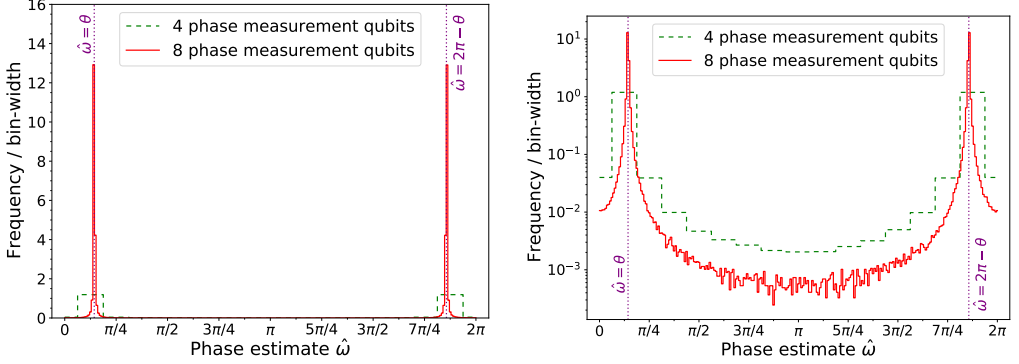 16
14
12
10
8
6
4
2
0
Frequency / bin-width
4 phase measurement qubits
8 phase measurement qubits
ω̂ = θ
ω̂ = 2π − θ
0 π/4 π/2 3π/4 π 5π/4 3π/2 7π/4 2π
Phase estimate ω̂
10¹
10⁰
10⁻¹
10⁻²
10⁻³
Frequency / bin-width
4 phase measurement qubits
8 phase measurement qubits
ω̂ = θ
ω̂ = 2π − θ
0 π/4 π/2 3π/4 π 5π/4 3π/2 7π/4 2π
Phase estimate ω̂